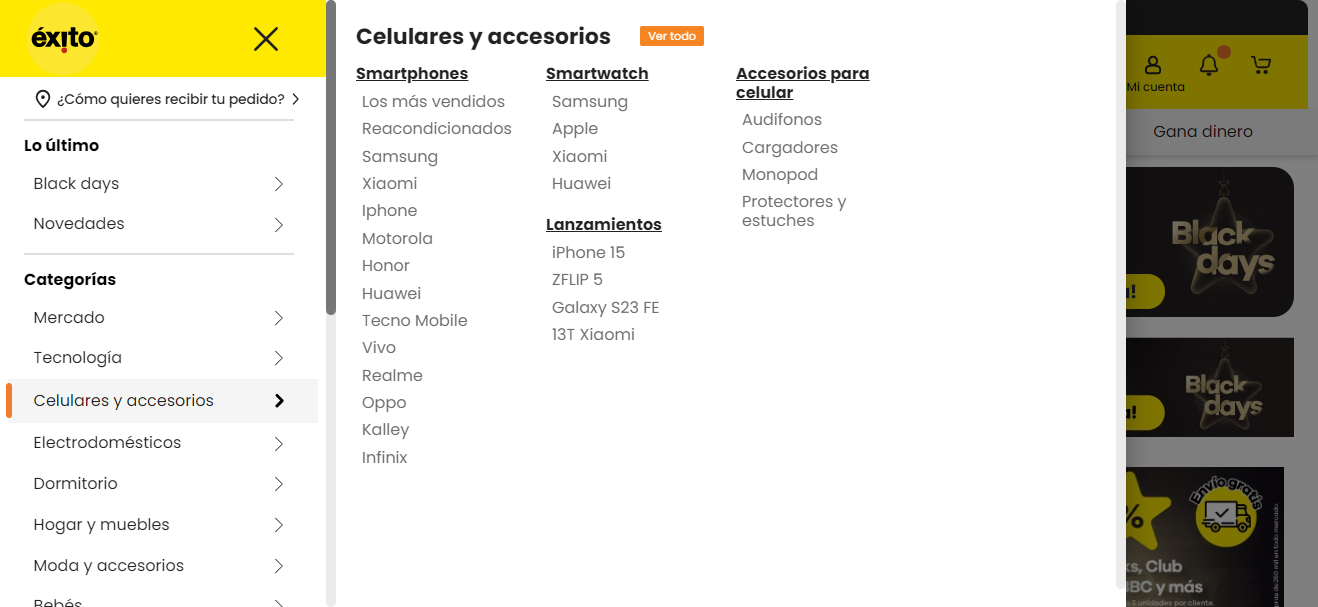 éxito
¿Cómo quieres recibir tu pedido?
Lo último
Black days
Novedades
Categorías
Mercado
Tecnología
Celulares y accesorios
Electrodomésticos
Dormitorio
Hogar y muebles
Moda y accesorios
Bebés
Celulares y accesorios
Ver todo
Smartphones
Los más vendidos
Reacondicionados
Samsung
Xiaomi
Iphone
Motorola
Honor
Huawei
Tecno Mobile
Vivo
Realme
Oppo
Kalley
Infinix
Smartwatch
Samsung
Apple
Xiaomi
Huawei
Lanzamientos
iPhone 15
ZFLIP 5
Galaxy S23 FE
13T Xiaomi
Accesorios para
celular
Audifonos
Cargadores
Monopod
Protectores y
estuches
Mi cuenta
Gana dinero
Black
days
Black
days
%
Envío gratis
Club
y más
unidades por cliente.